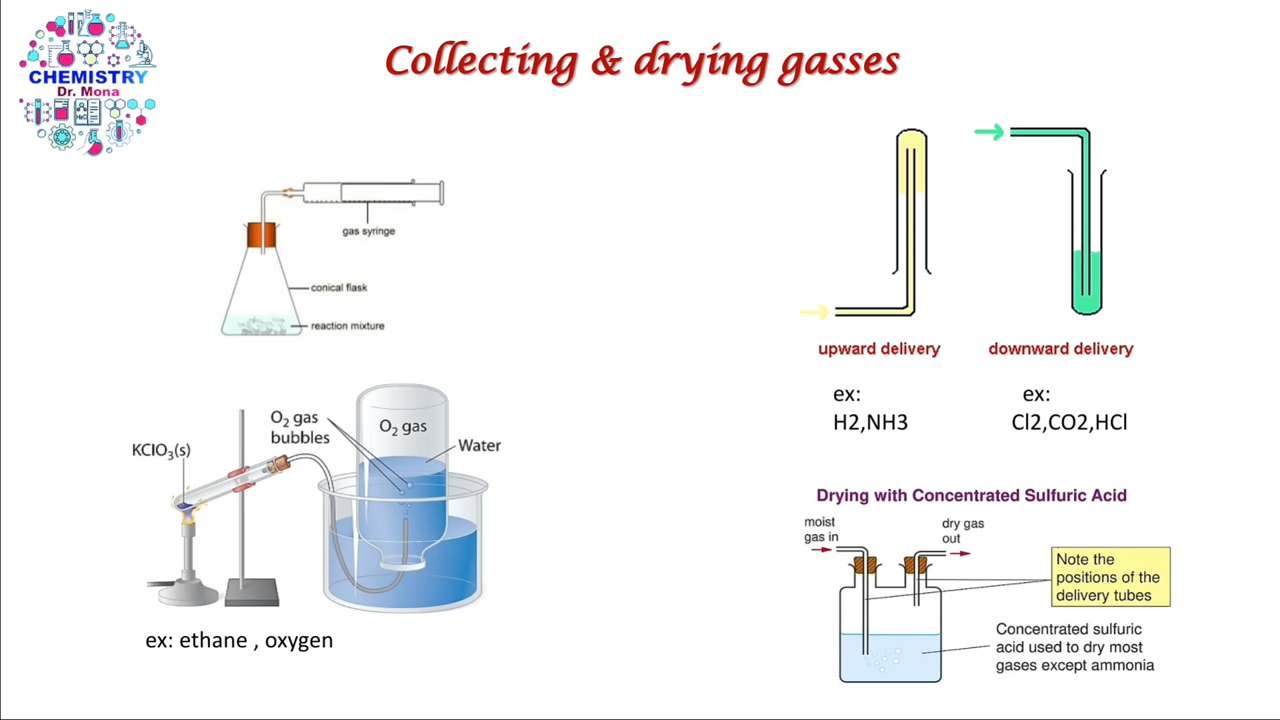 CHEMISTRY
Dr. Mona
Collecting & drying gasses
gas syringe
conical flask
reaction mixture
upward delivery
downward delivery
ex:
H2,NH3
ex:
Cl2,CO2,HCl
O₂ gas
bubbles
O₂ gas
Water
KClO₃(s)
ex: ethane , oxygen
Drying with Concentrated Sulfuric Acid
moist
gas in
dry gas
out
Note the
positions of the
delivery tubes
Concentrated sulfuric
acid used to dry most
gases except ammonia